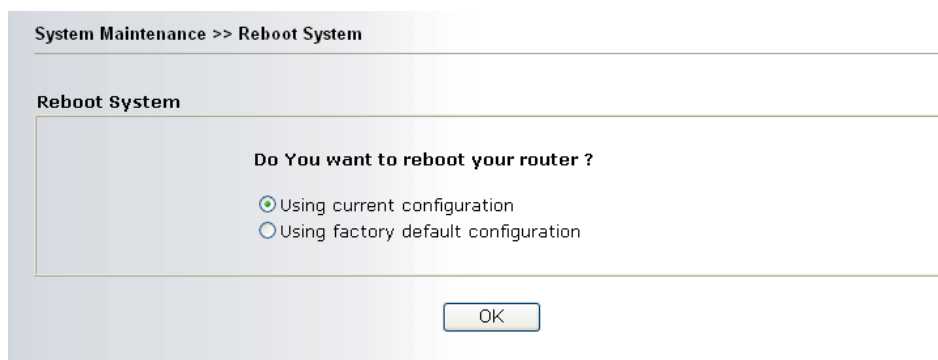 System Maintenance >> Reboot System
Reboot System
Do You want to reboot your router ?
Using current configuration
Using factory default configuration
OK